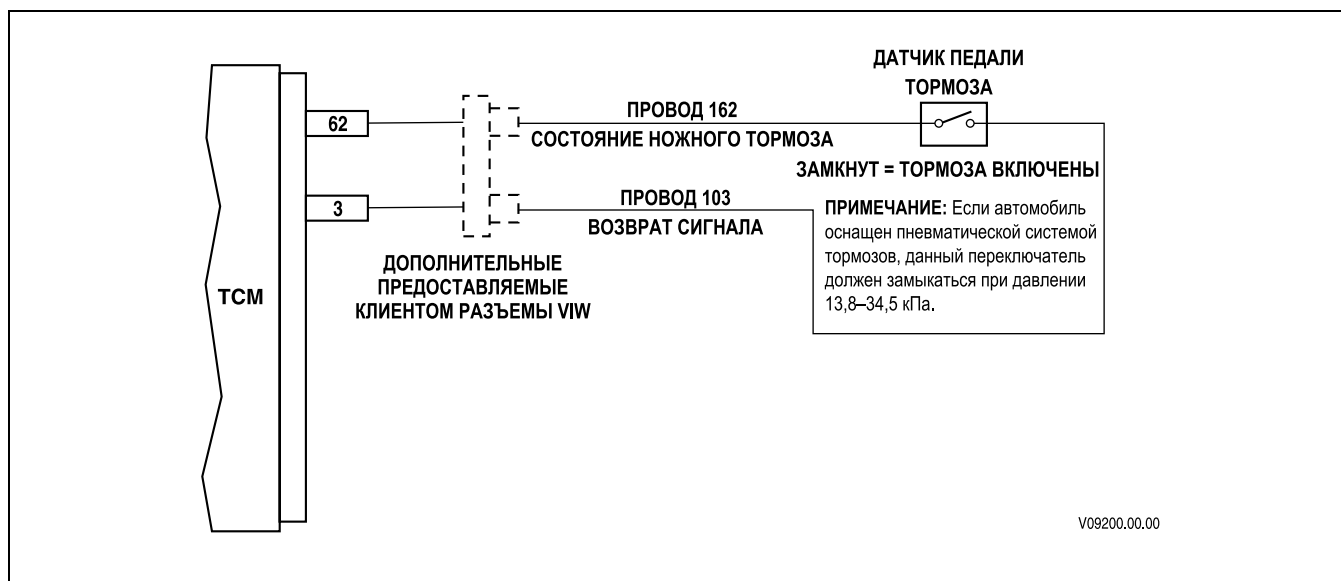 ДАТЧИК ПЕДАЛИ
ТОРМОЗА
62
ПРОВОД 162
СОСТОЯНИЕ НОЖНОГО ТОРМОЗА
ЗАМКНУТ = ТОРМОЗА ВКЛЮЧЕНЫ
3
ПРОВОД 103
ВОЗВРАТ СИГНАЛА
ПРИМЕЧАНИЕ: Если автомобиль
оснащен пневматической системой
тормозов, данный переключатель
должен замыкаться при давлении
13,8–34,5 кПа.
ДОПОЛНИТЕЛЬНЫЕ
ПРЕДОСТАВЛЯЕМЫЕ
КЛИЕНТОМ РАЗЪЕМЫ VIW
TCM
V09200.00.00